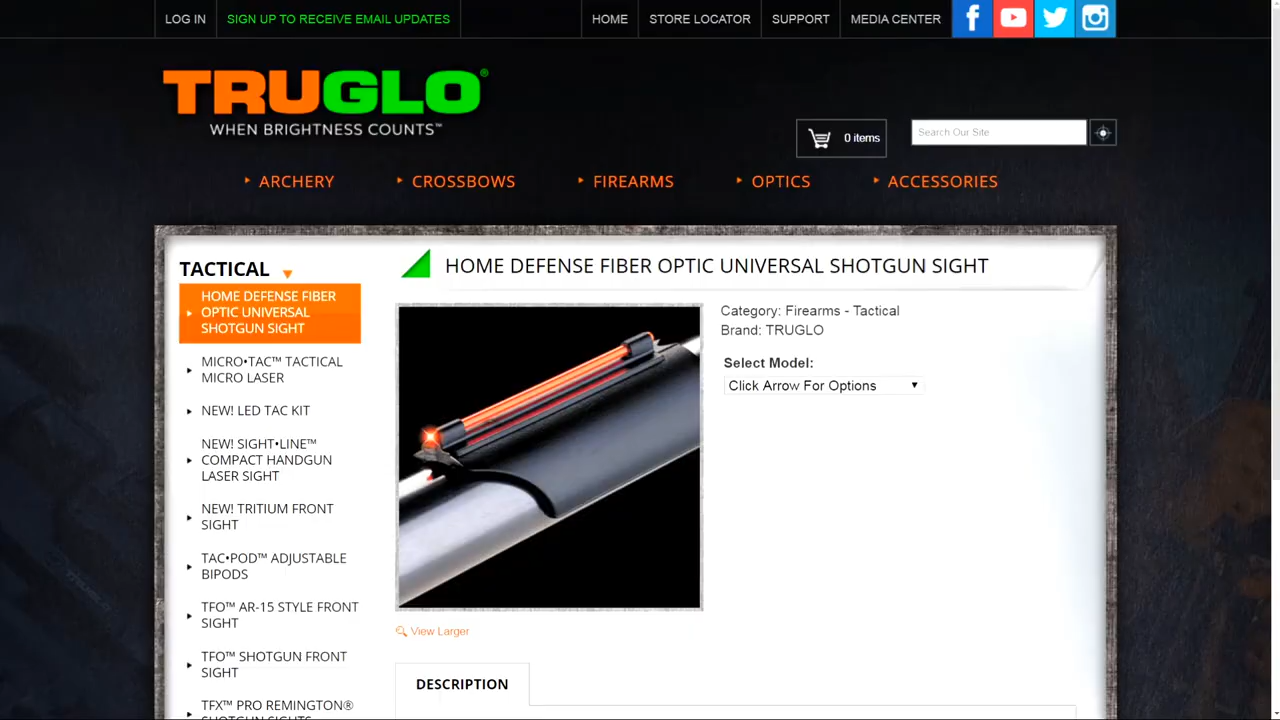 LOG IN
SIGN UP TO RECEIVE EMAIL UPDATES
HOME
STORE LOCATOR
SUPPORT
MEDIA CENTER
TRUGLO®
WHEN BRIGHTNESS COUNTS™
0 items
Search Our Site
ARCHERY
CROSSBOWS
FIREARMS
OPTICS
ACCESSORIES
TACTICAL
HOME DEFENSE FIBER
OPTIC UNIVERSAL
SHOTGUN SIGHT
MICRO•TAC™ TACTICAL
MICRO LASER
NEW! LED TAC KIT
NEW! SIGHT•LINE™
COMPACT HANDGUN
LASER SIGHT
NEW! TRITIUM FRONT
SIGHT
TAC•POD™ ADJUSTABLE
BIPODS
TFO™ AR-15 STYLE FRONT
SIGHT
TFO™ SHOTGUN FRONT
SIGHT
TFX™ PRO REMINGTON®
SHOTGUN SIGHTS
HOME DEFENSE FIBER OPTIC UNIVERSAL SHOTGUN SIGHT
Category: Firearms - Tactical
Brand: TRUGLO
Select Model:
Click Arrow For Options
View Larger
DESCRIPTION